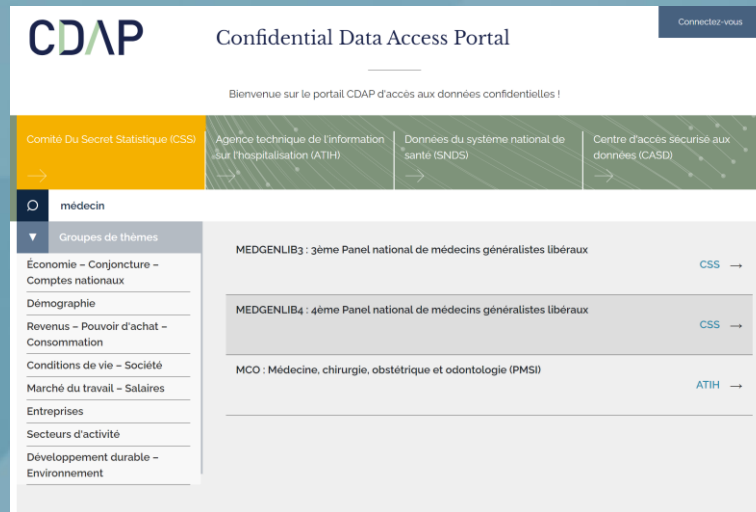 CDAP
Confidential Data Access Portal
Connectez-vous
Bienvenue sur le portail CDAP d'accès aux données confidentielles !
Comité Du Secret Statistique (CSS)
Agence technique de l'information
sur l'hospitalisation (ATIH)
Données du système national de
santé (SNDS)
Centre d'accès sécurisé aux
données (CASD)
médecin
Groupes de thèmes
Économie – Conjoncture –
Comptes nationaux
Démographie
Revenus – Pouvoir d'achat –
Consommation
Conditions de vie – Société
Marché du travail – Salaires
Entreprises
Secteurs d'activité
Développement durable –
Environnement
MEDGENLIB3 : 3ème Panel national de médecins généralistes libéraux
CSS →
MEDGENLIB4 : 4ème Panel national de médecins généralistes libéraux
CSS →
MCO : Médecine, chirurgie, obstétrique et odontologie (PMSI)
ATIH →